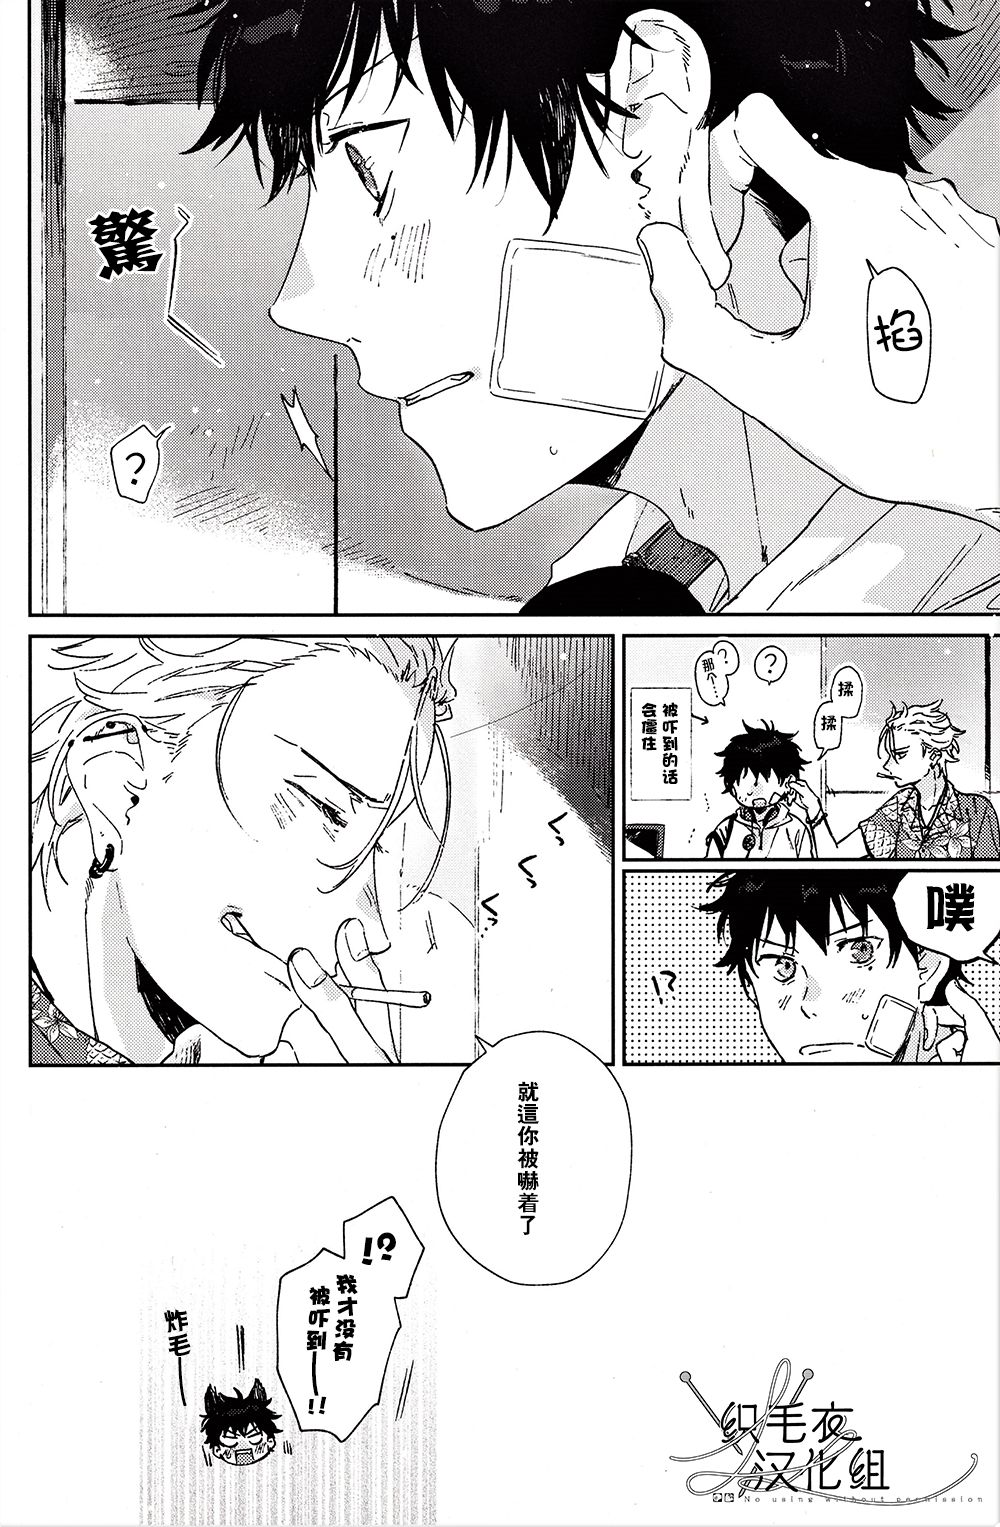 掐
驚
?
揉
揉
?
那个…
?
被吓到的话
会僵住
噗
!?
就這你被嚇着了
!?
我才没有
被吓到——!!
炸毛——
织毛衣
汉化组
No using without permission